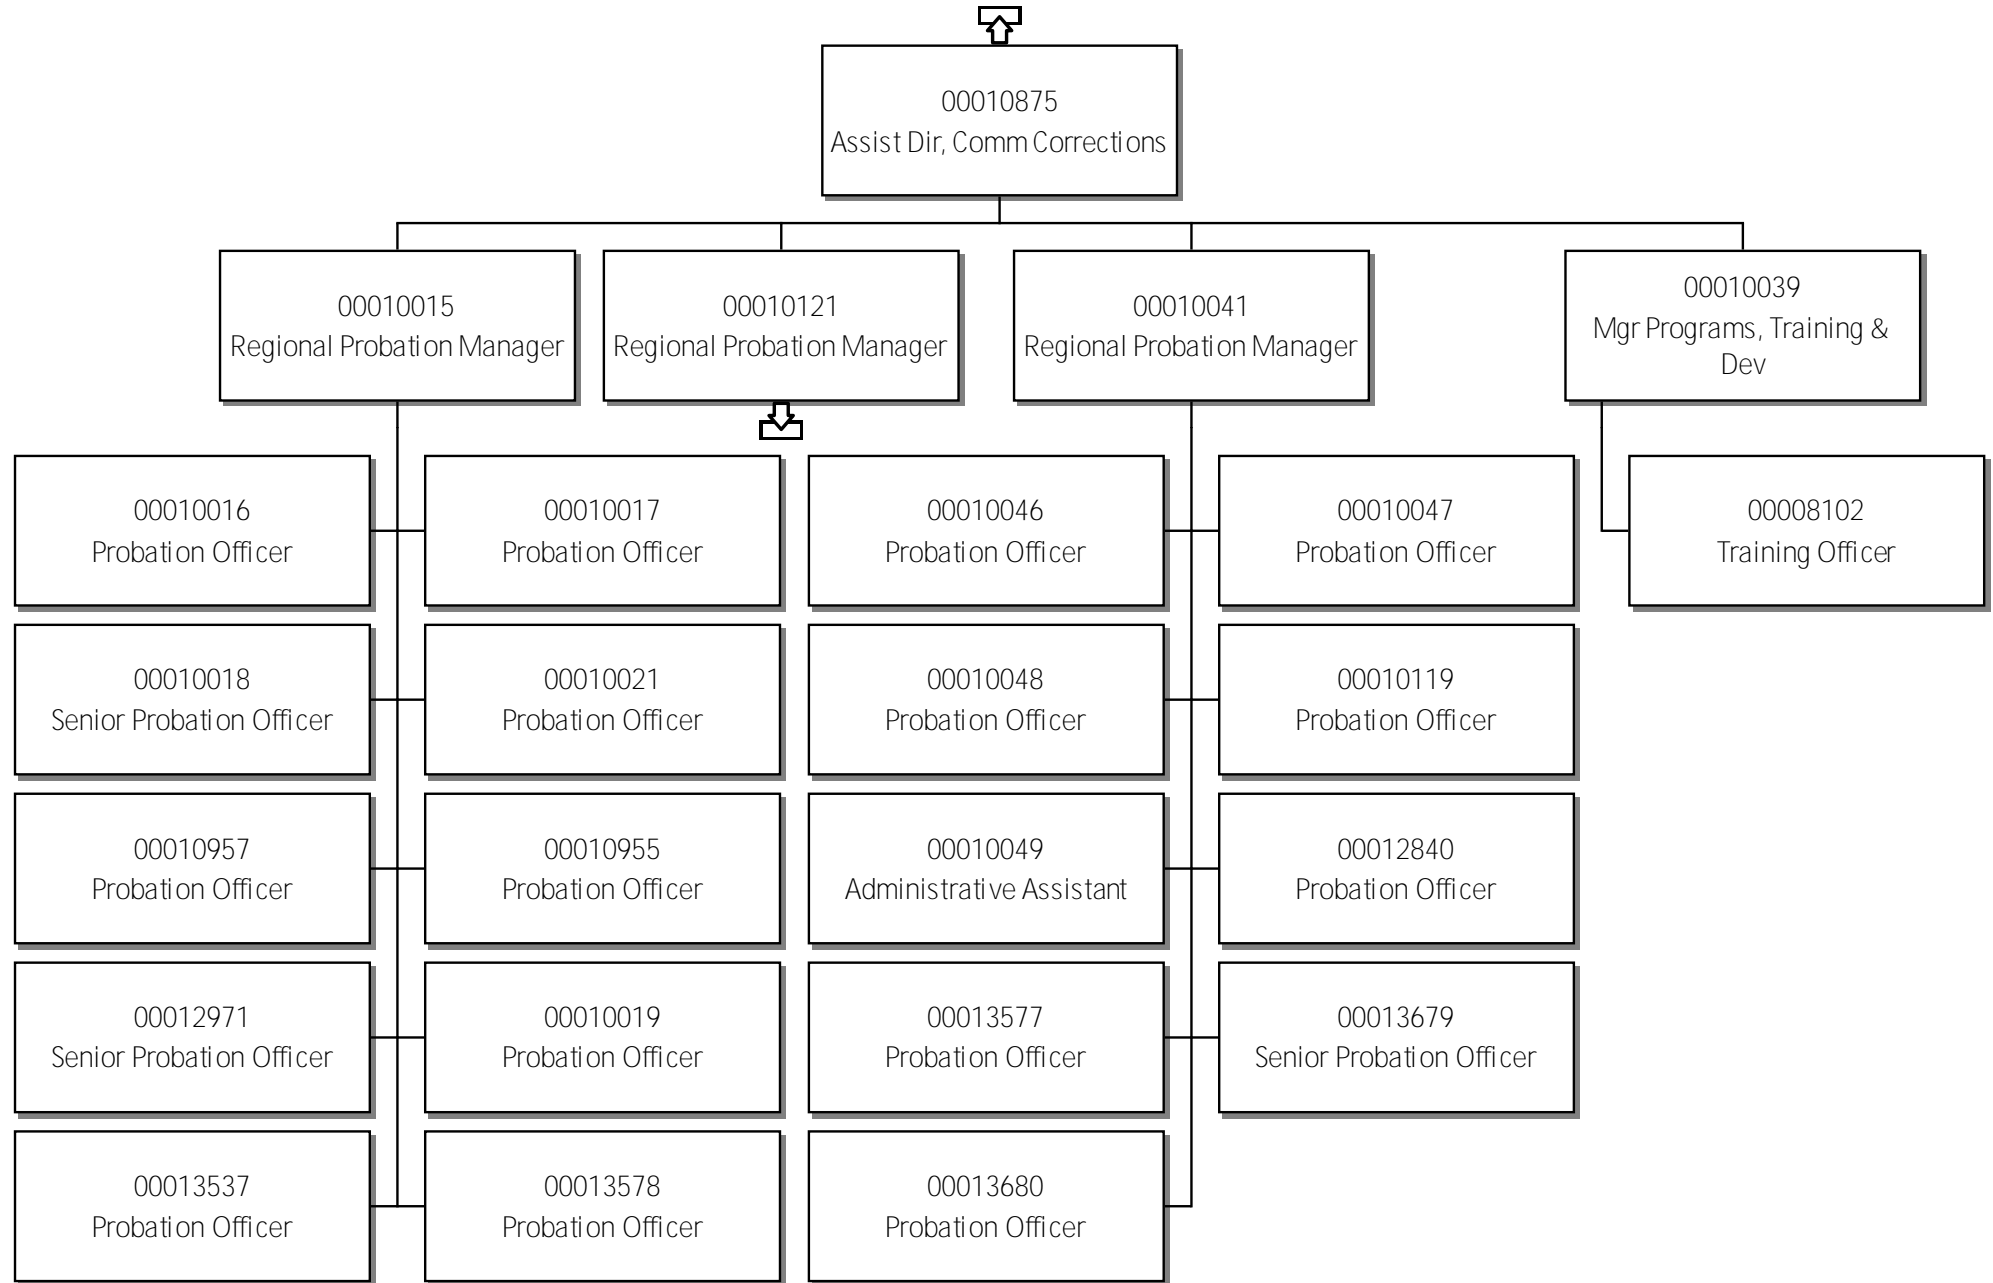 00010875
Assist Dir, Comm Corrections
00010015
Regional Probation Manager
00010121
Regional Probation Manager
00010041
Regional Probation Manager
00010039
Mgr Programs, Training &
Dev
00010016
Probation Officer
00010017
Probation Officer
00010046
Probation Officer
00010047
Probation Officer
00008102
Training Officer
00010018
Senior Probation Officer
00010021
Probation Officer
00010048
Probation Officer
00010119
Probation Officer
00010957
Probation Officer
00010955
Probation Officer
00010049
Administrative Assistant
00012840
Probation Officer
00012971
Senior Probation Officer
00010019
Probation Officer
00013577
Probation Officer
00013679
Senior Probation Officer
00013537
Probation Officer
00013578
Probation Officer
00013680
Probation Officer